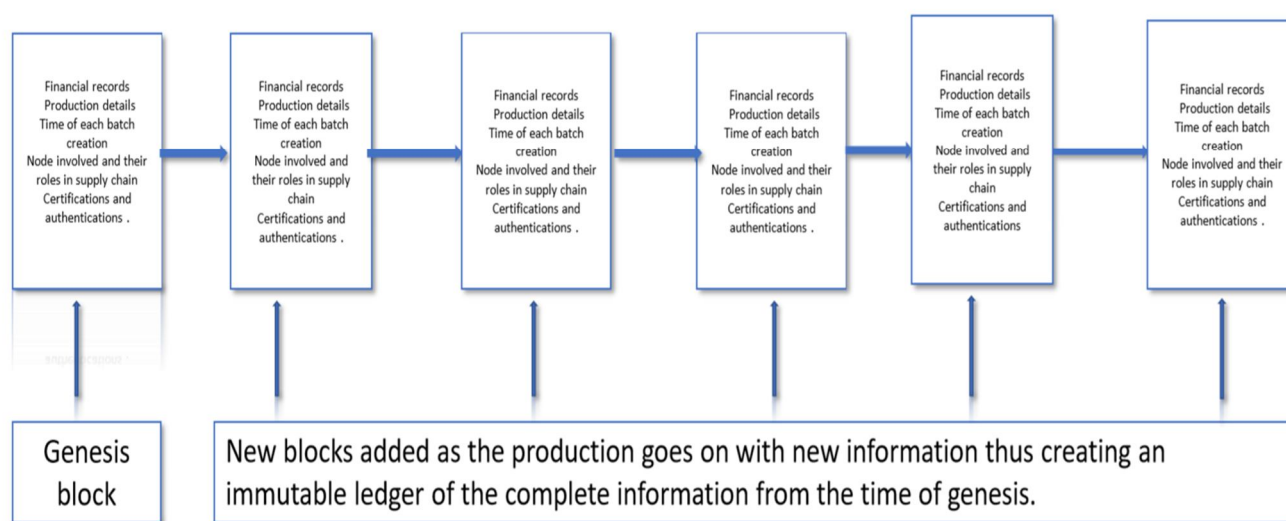 Financial records
Production details
Time of each batch
creation
Node involved and their
roles in supply chain
Certifications and
authentications .
Financial records
Production details
Time of each batch
creation
Node involved and
their roles in supply
chain
Certifications and
authentications .
Financial records
Production details
Time of each batch
creation
Node involved and their
roles in supply chain
Certifications and
authentications .
Financial records
Production details
Time of each batch
creation
Node involved and their
roles in supply chain
Certifications and
authentications .
Financial records
Production details
Time of each batch
creation
Node involved and
their roles in supply
chain
Certifications and
authentications
Financial records
Production details
Time of each batch
creation
Node involved and their
roles in supply chain
Certifications and
authentications .
Genesis
block
New blocks added as the production goes on with new information thus creating an
immutable ledger of the complete information from the time of genesis.